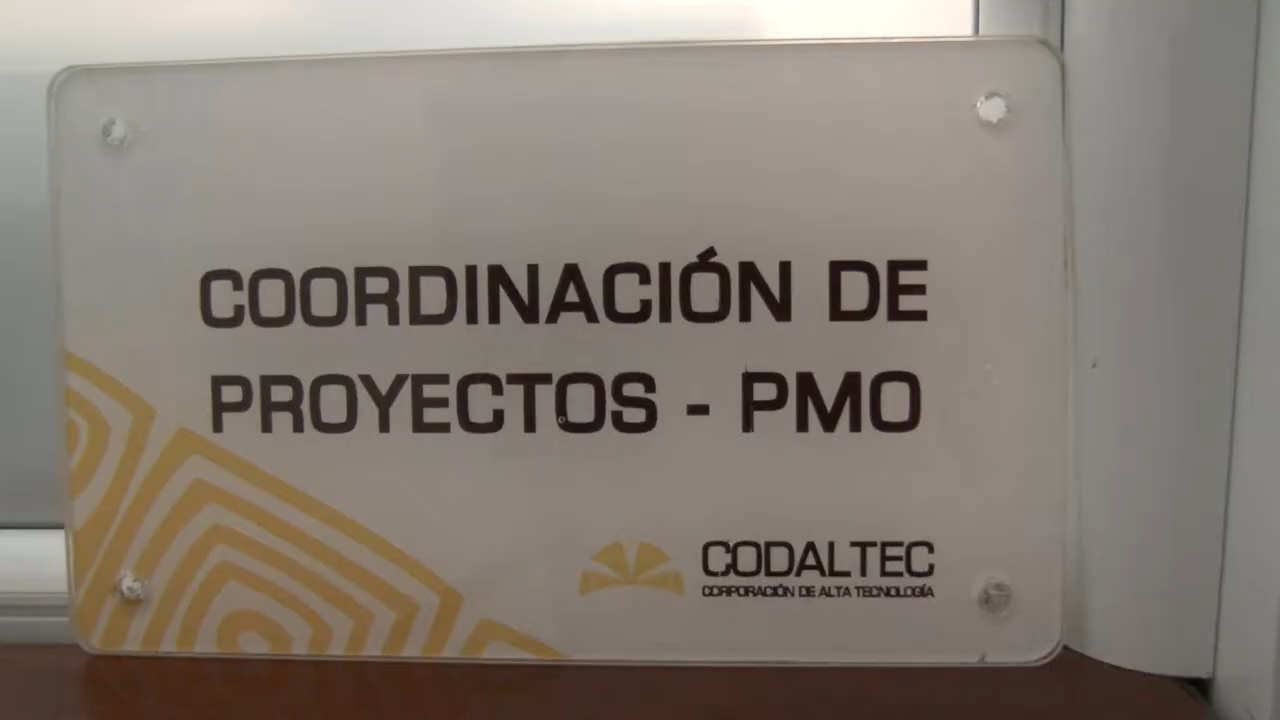 COORDINACIÓN DE
PROYECTOS - PMO
CODALTEC
CORPORACIÓN DE ALTA TECNOLOGÍA